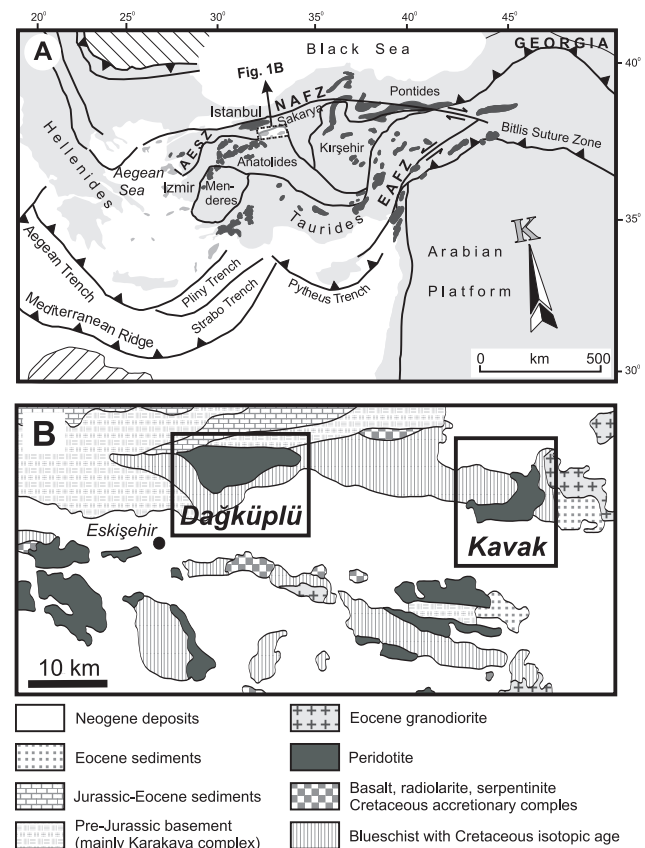 20° 25° 35° 40° 45°
A
Black Sea
GEORGIA
40°
Fig. 1B
Pontides
NAFZ
Istanbul
Sakarya
Bitlis Suture Zone
Hellenides
AESZ
Kırşehir
Anatolides
Aegean
Sea
Izmir
Men-
deres
EAFZ
Taurides
35°
K
Arabian
Platform
Aegean Trench
Pliny Trench
Strabo Trench
Pytheus Trench
Mediterranean Ridge
0 km 500
30°
B
Eskişehir
Dağküplü
Kavak
10 km
Neogene deposits
Eocene granodiorite
Eocene sediments
Peridotite
Jurassic-Eocene sediments
Basalt, radiolarite, serpentinite
Cretaceous accretionary comples
Pre-Jurassic basement
(mainly Karakaya complex)
Blueschist with Cretaceous isotopic age